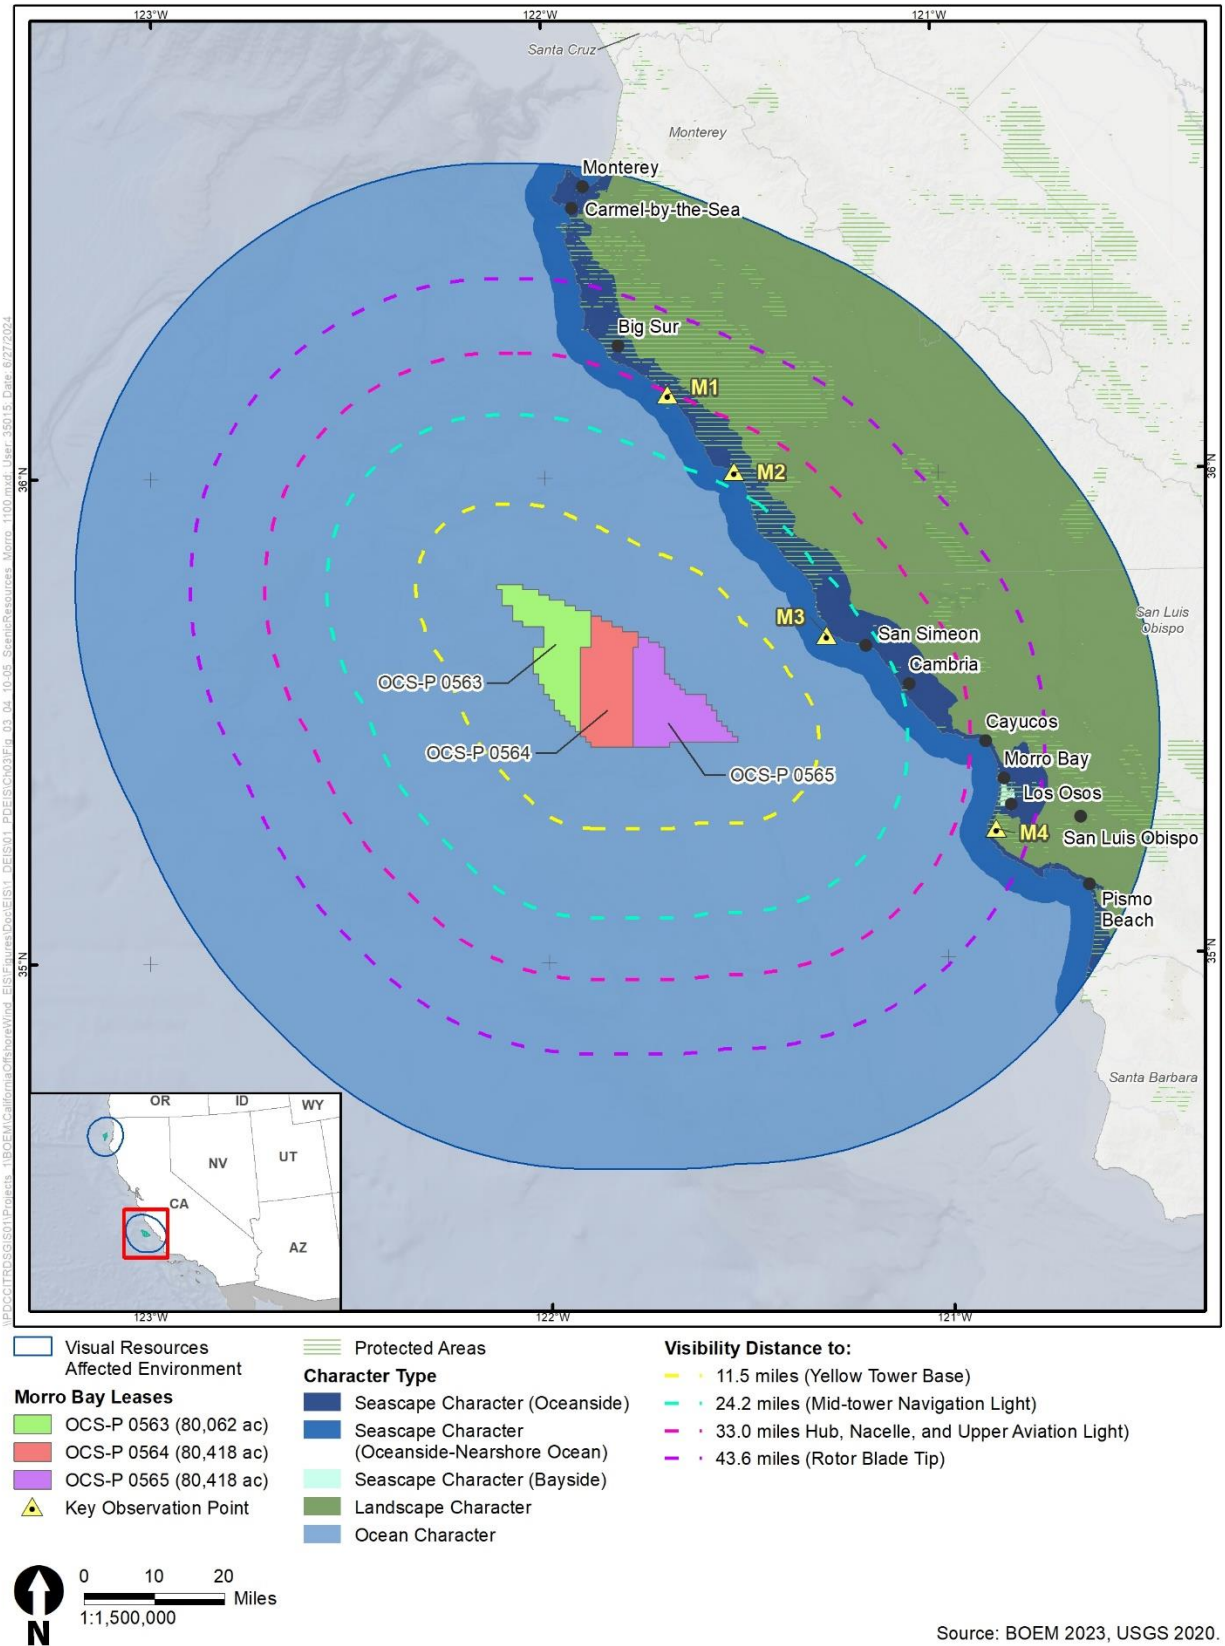 123°W
122°W
121°W
Santa Cruz
Monterey
Monterey
Carmel-by-the-Sea
Big Sur
M1
36°N
36°N
M2
M3
San Luis
Obispo
San Simeon
Cambria
OCS-P 0563
Cayucos
OCS-P 0564
Morro Bay
OCS-P 0565
Los Osos
M4
San Luis Obispo
Pismo
Beach
35°N
35°N
Santa Barbara
OR
ID
WY
NV
UT
CA
AZ
123°W
122°W
121°W
Visual Resources
Affected Environment
Morro Bay Leases
OCS-P 0563 (80,062 ac)
OCS-P 0564 (80,418 ac)
OCS-P 0565 (80,418 ac)
Key Observation Point
Protected Areas
Character Type
Seascape Character (Oceanside)
Seascape Character
(Oceanside-Nearshore Ocean)
Seascape Character (Bayside)
Landscape Character
Ocean Character
Visibility Distance to:
11.5 miles (Yellow Tower Base)
24.2 miles (Mid-tower Navigation Light)
33.0 miles Hub, Nacelle, and Upper Aviation Light)
43.6 miles (Rotor Blade Tip)
N
0 10 20
Miles
1:1,500,000
Source: BOEM 2023, USGS 2020.